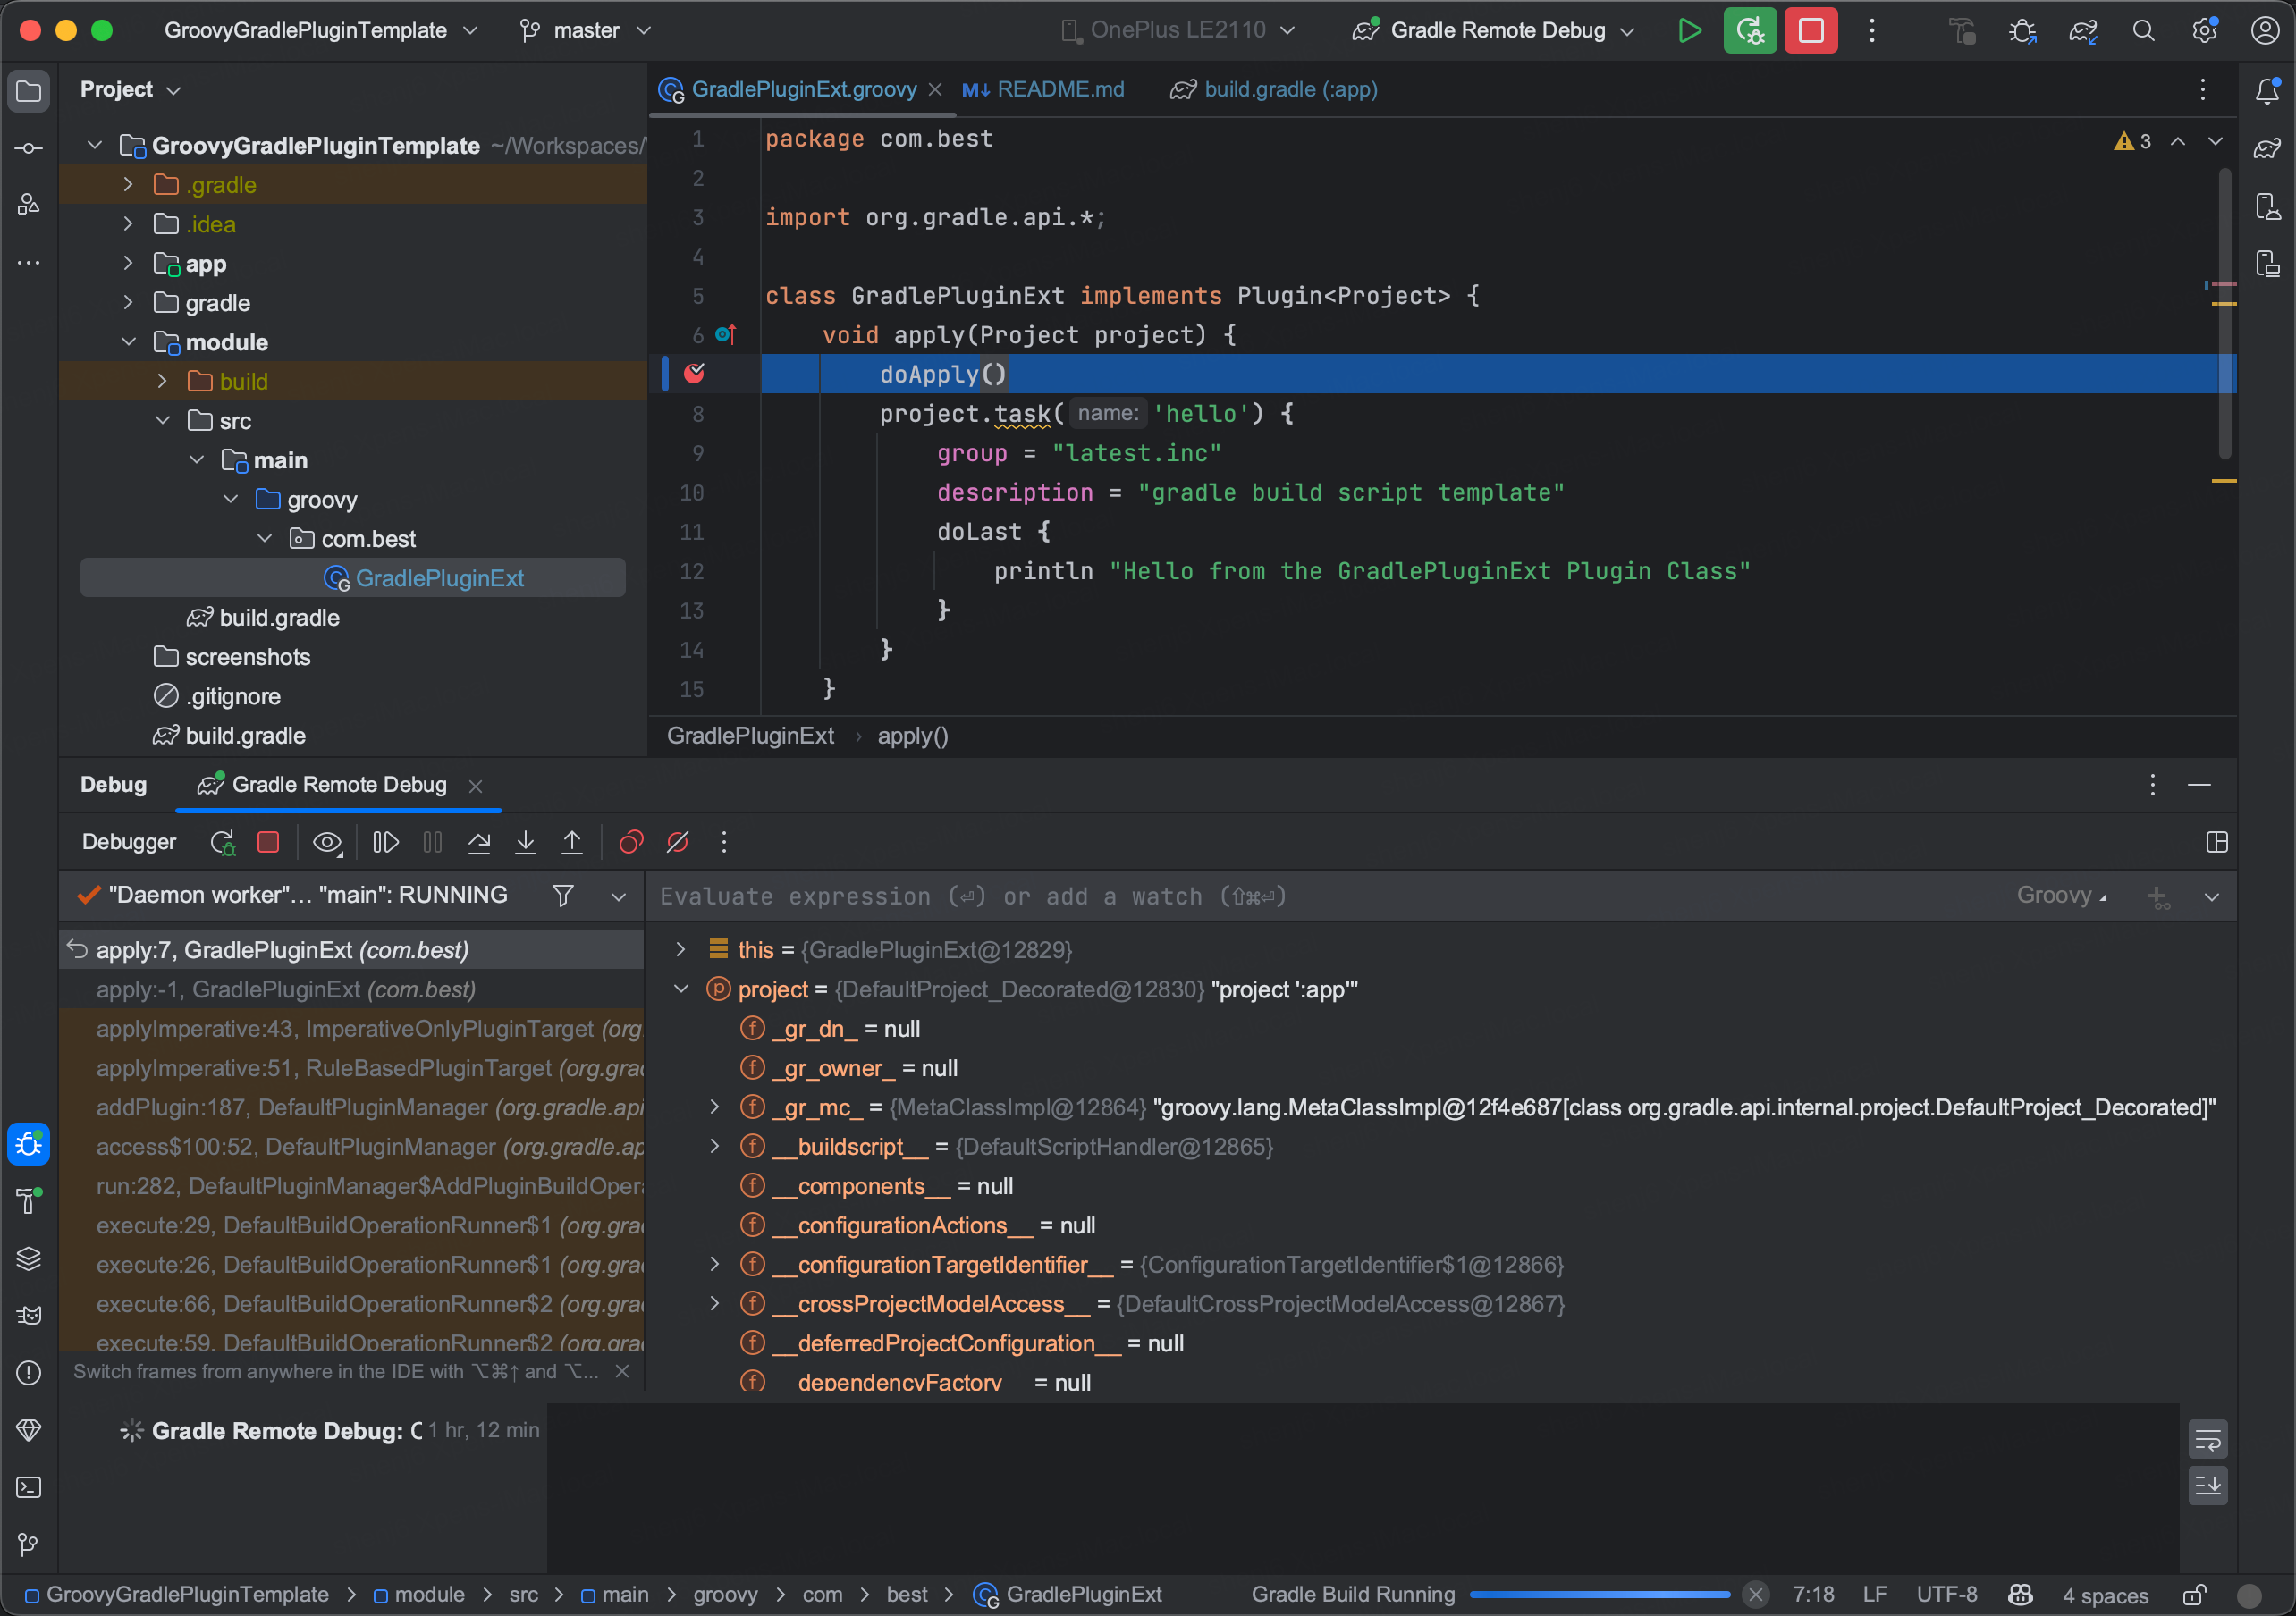 GroovyGradlePluginTemplate master OnePlus LE2110 Gradle Remote Debug
Project
GroovyGradlePluginTemplate ~/Workspaces/
.gradle
.idea
app
gradle
module
build
src
main
groovy
com.best
GradlePluginExt
build.gradle
screenshots
.gitignore
build.gradle
GradlePluginExt.groovy README.md build.gradle (:app)
3
1 package com.best
2
3 import org.gradle.api.*;
4
5 class GradlePluginExt implements Plugin<Project> {
6 void apply(Project project) {
doApply()
8 project.task( name: 'hello') {
9 group = "latest.inc"
10 description = "gradle build script template"
11 doLast {
12 println "Hello from the GradlePluginExt Plugin Class"
13 }
14 }
15 }
GradlePluginExt › apply()
Debug Gradle Remote Debug
Debugger
"Daemon worker"… "main": RUNNING
apply:7, GradlePluginExt (com.best)
apply:-1, GradlePluginExt (com.best)
applyImperative:43, ImperativeOnlyPluginTarget (org
applyImperative:51, RuleBasedPluginTarget (org.grad
addPlugin:187, DefaultPluginManager (org.gradle.api
access$100:52, DefaultPluginManager (org.gradle.ap
run:282, DefaultPluginManager$AddPluginBuildOpera
execute:29, DefaultBuildOperationRunner$1 (org.grad
execute:26, DefaultBuildOperationRunner$1 (org.grad
execute:66, DefaultBuildOperationRunner$2 (org.grad
execute:59, DefaultBuildOperationRunner$2 (org.grad
Switch frames from anywhere in the IDE with ⌥⌘↑ and ⌥…
Evaluate expression (⏎) or add a watch (⇧⌘⏎) Groovy
this = {GradlePluginExt@12829}
project = {DefaultProject_Decorated@12830} "project ':app'"
_gr_dn_ = null
_gr_owner_ = null
_gr_mc_ = {MetaClassImpl@12864} "groovy.lang.MetaClassImpl@12f4e687[class org.gradle.api.internal.project.DefaultProject_Decorated]"
__buildscript__ = {DefaultScriptHandler@12865}
__components__ = null
__configurationActions__ = null
__configurationTargetIdentifier__ = {ConfigurationTargetIdentifier$1@12866}
__crossProjectModelAccess__ = {DefaultCrossProjectModelAccess@12867}
__deferredProjectConfiguration__ = null
__dependencyFactory__ = null
Gradle Remote Debug: 1 hr, 12 min
GroovyGradlePluginTemplate > module > src > main > groovy > com > best > GradlePluginExt Gradle Build Running 7:18 LF UTF-8 4 spaces